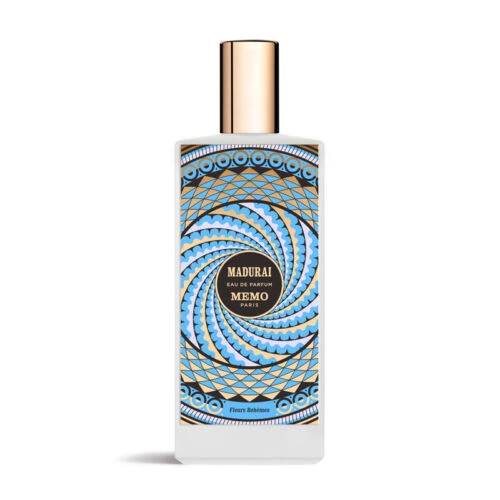 MADURAI
EAU DE PARFUM
MEMO
PARIS
Fleurs Bohèmes